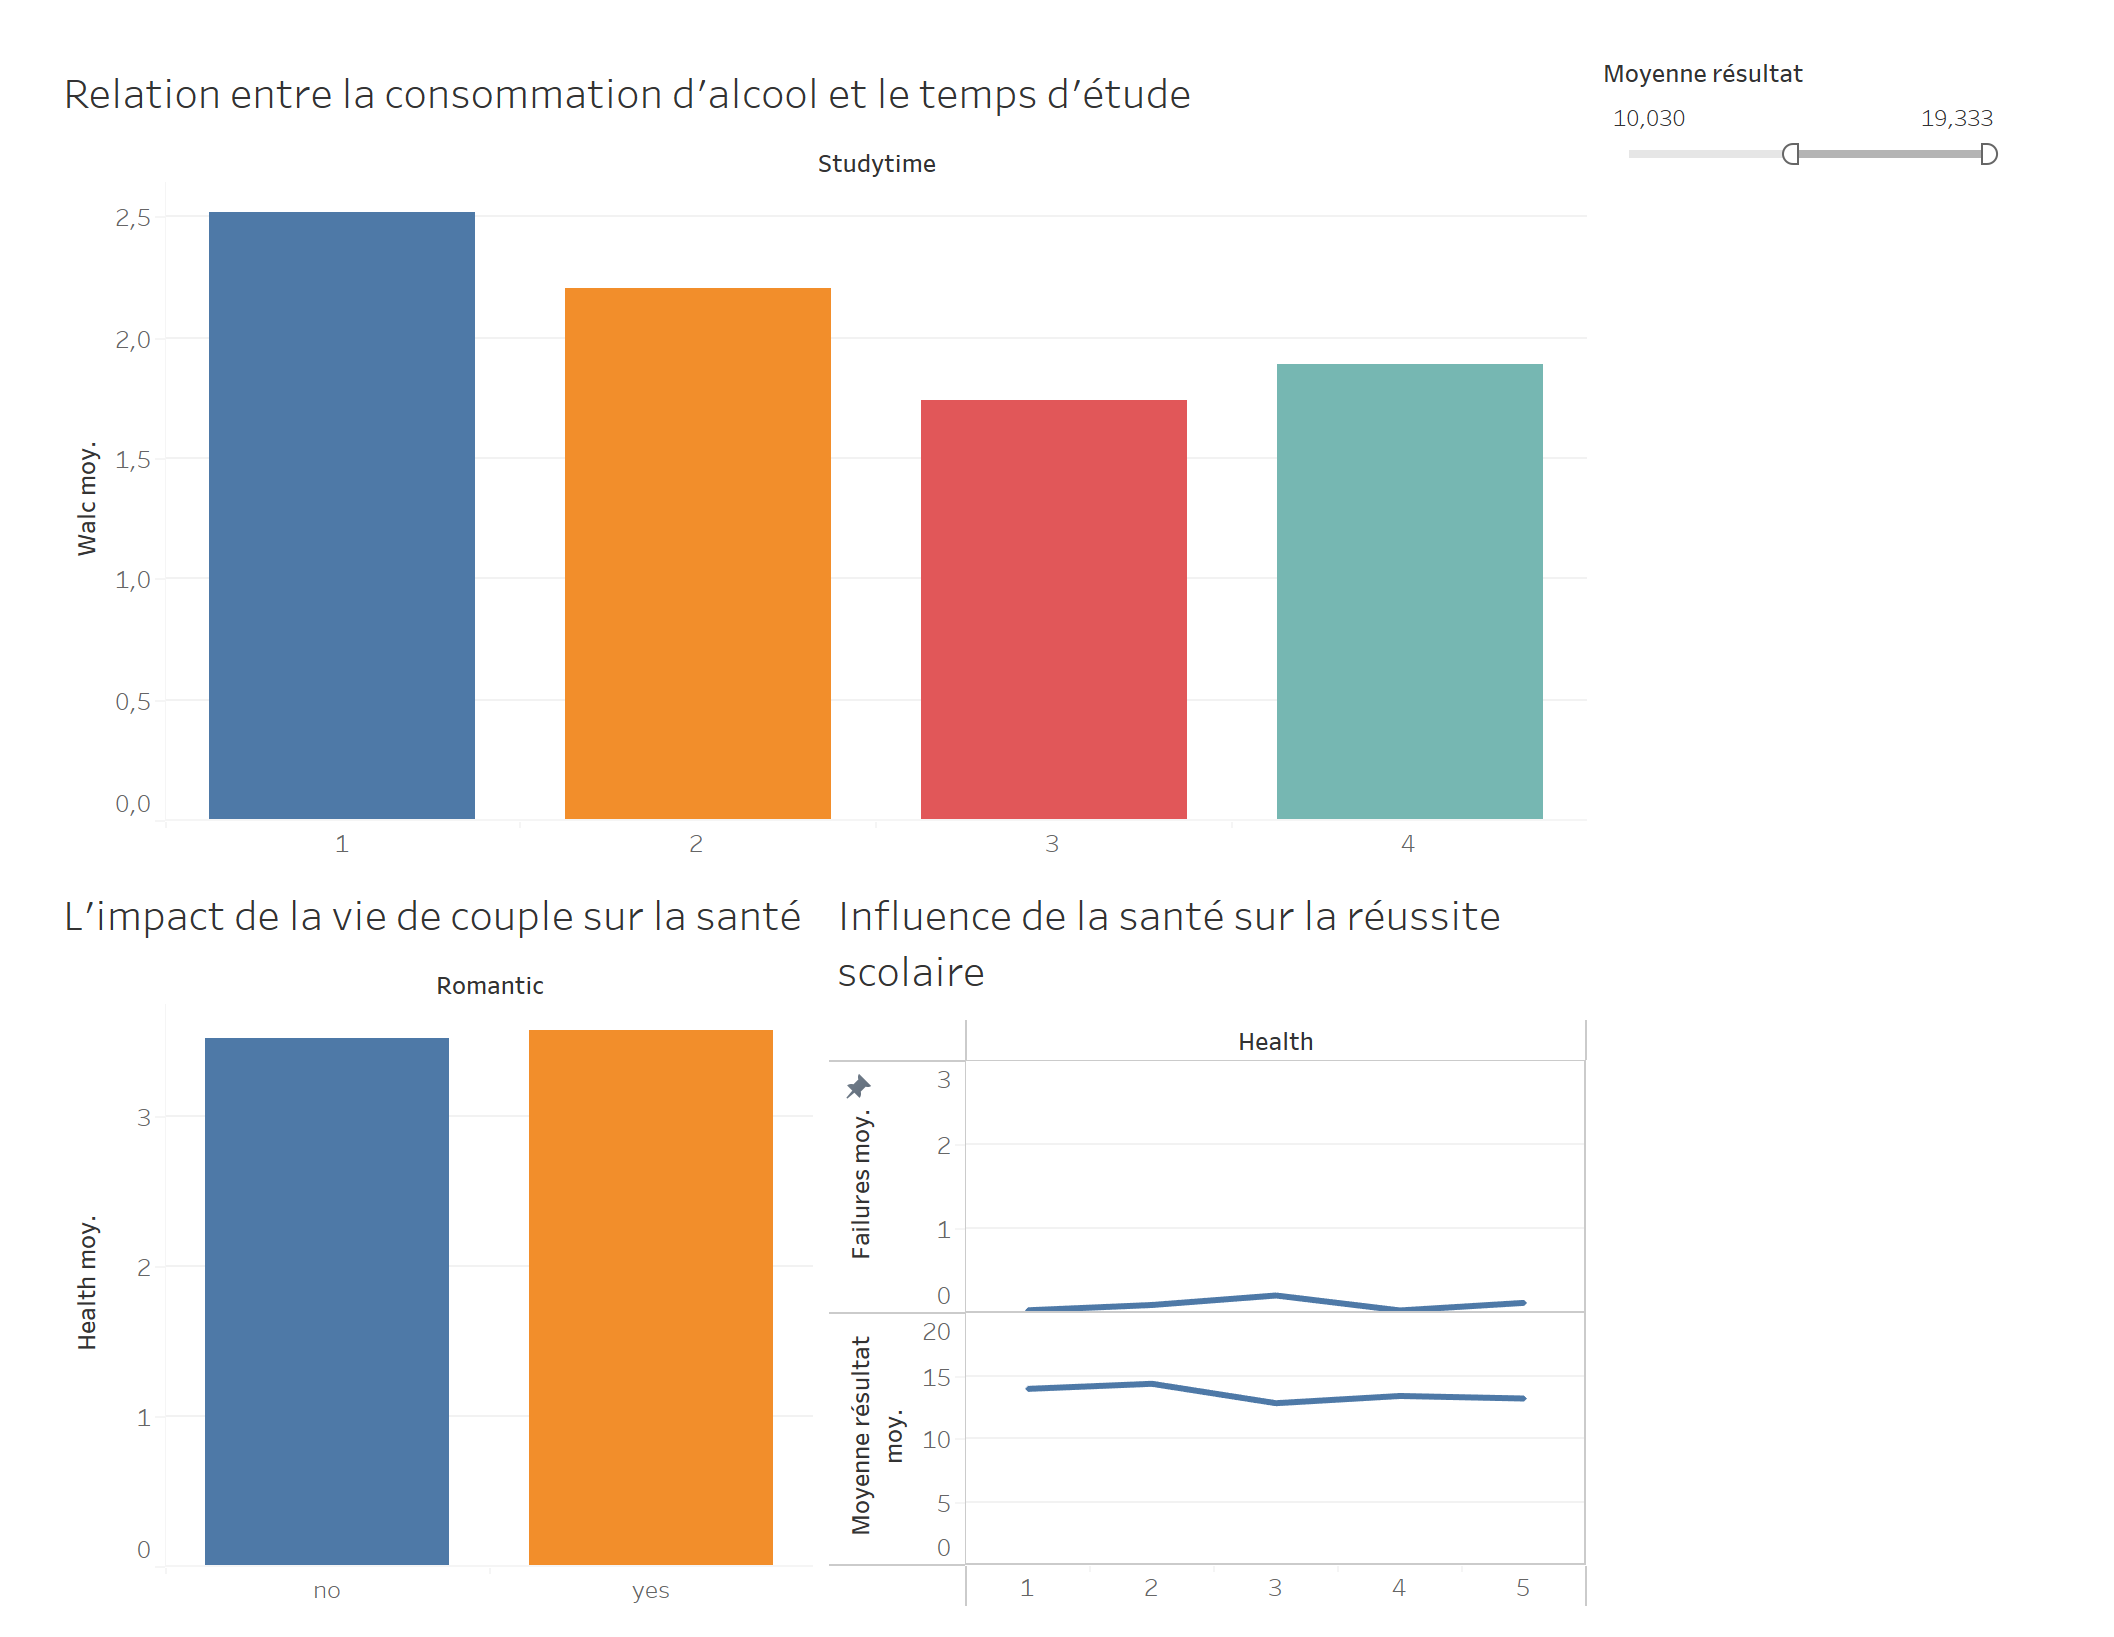 Relation entre la consommation d'alcool et le temps d'étude
Moyenne résultat
10,030 19,333
Studytime
Walc moy.
2,5
2,0
1,5
1,0
0,5
0,0
1 2 3 4
L'impact de la vie de couple sur la santé
Romantic
Health moy.
3
2
1
0
no yes
Influence de la santé sur la réussite
scolaire
Health
Failures moy.
3
2
1
0
Moyenne résultat
moy.
20
15
10
5
0
1 2 3 4 5